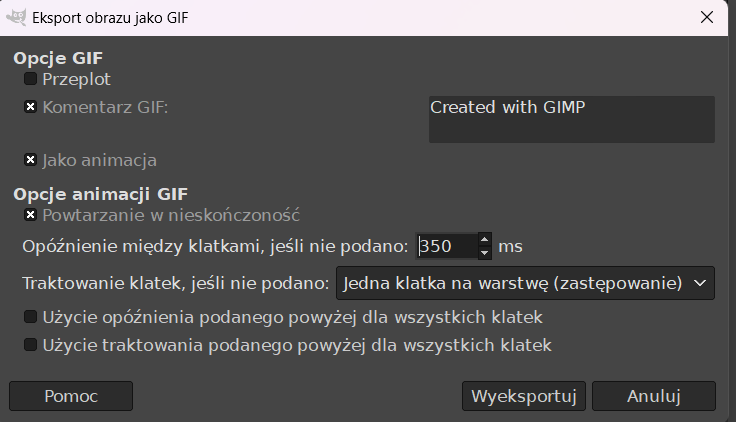 Eksport obrazu jako GIF
Opcje GIF
Przeplot
Komentarz GIF:
Created with GIMP
Jako animacja
Opcje animacji GIF
Powtarzanie w nieskończoność
Opóźnienie między klatkami, jeśli nie podano: 350 ms
Traktowanie klatek, jeśli nie podano: Jedna klatka na warstwę (zastępowanie)
Użycie opóźnienia podanego powyżej dla wszystkich klatek
Użycie traktowania podanego powyżej dla wszystkich klatek
Pomoc Wyeksportuj Anuluj